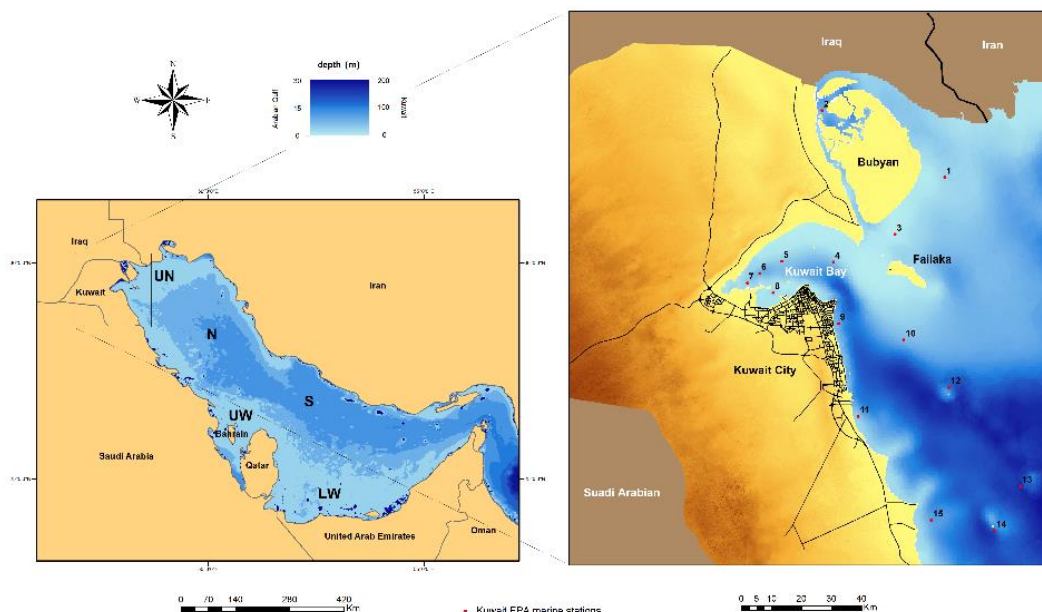 N
W
E
S
depth (m)
Arabian Gulf
30
15
0
200
100
0
Kuwait
Iraq
Kuwait
UN
N
Iran
S
UW
Bahrain
Qatar
Saudi Arabia
LW
United Arab Emirates
Oman
0 70 140 280 420
Km
Iraq
Iran
2
Bubyan
1
3
Failaka
5
4
6
Kuwait Bay
7
8
9
10
Kuwait City
12
11
Suadi Arabian
13
15
14
Kuwait EPA marine stations
0 5 10 20 30 40
Km